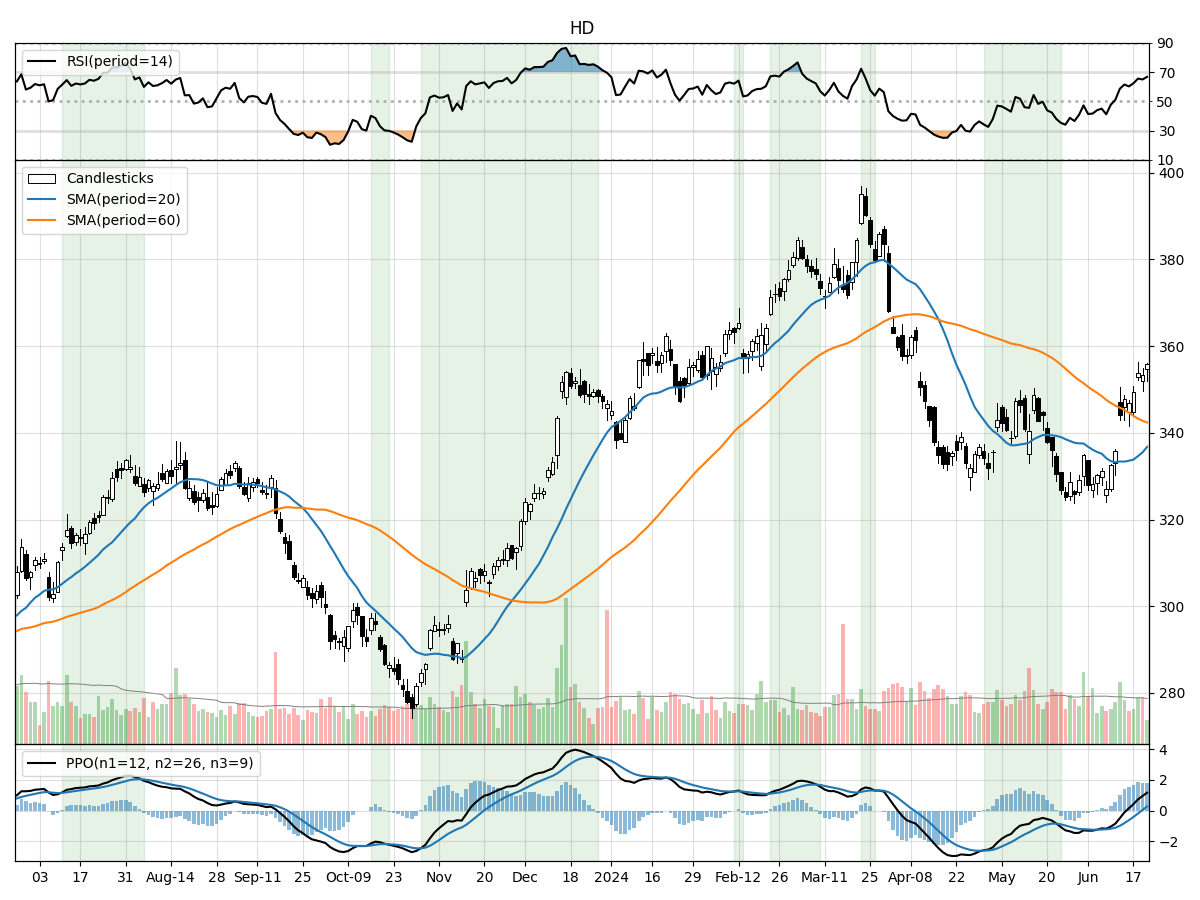 HD
RSI(period=14)
90
70
50
30
10
Candlesticks
SMA(period=20)
SMA(period=60)
400
380
360
340
320
300
280
PPO(n1=12, n2=26, n3=9)
4
2
0
−2
03 17 31 Aug-14 28 Sep-11 25 Oct-09 23 Nov 20 Dec 18 2024 16 29 Feb-12 26 Mar-11 25 Apr-08 22 May 20 Jun 17